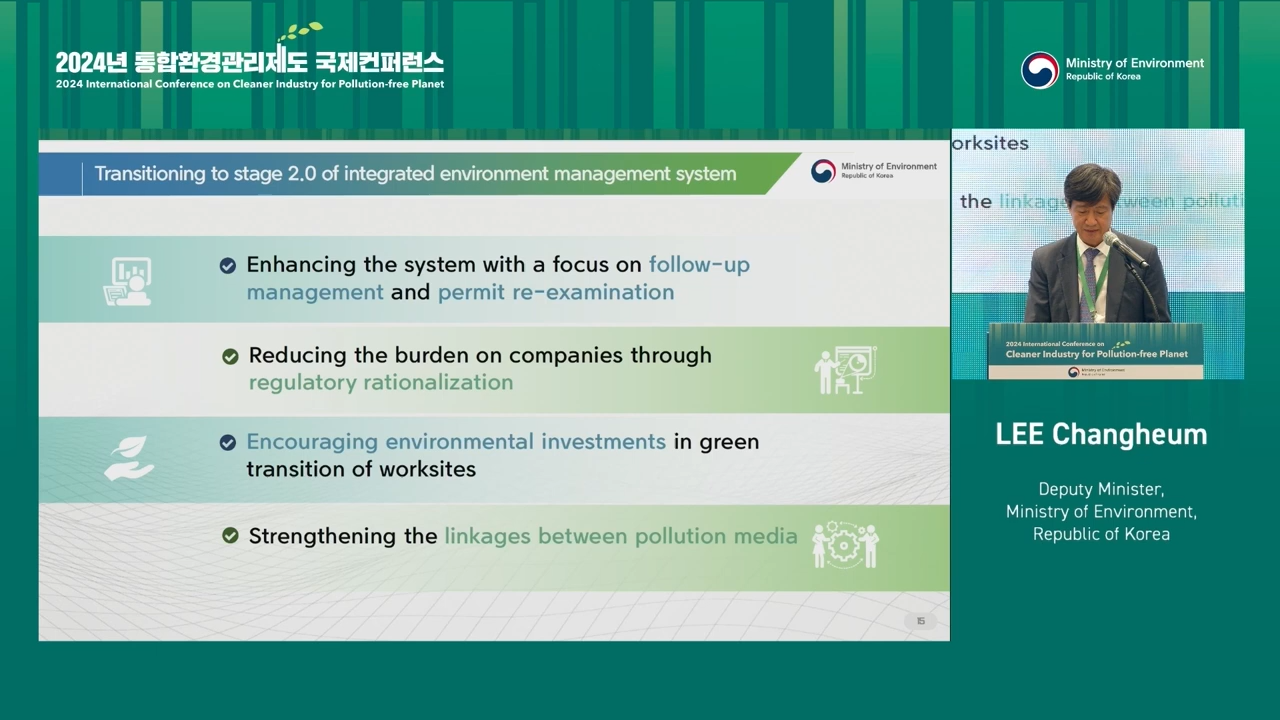 2024년 통합환경관리제도 국제컨퍼런스
2024 International Conference on Cleaner Industry for Pollution-free Planet
Ministry of Environment
Republic of Korea
Transitioning to stage 2.0 of integrated environment management system
Ministry of Environment
Republic of Korea
Enhancing the system with a focus on follow-up
management and permit re-examination
Reducing the burden on companies through
regulatory rationalization
Encouraging environmental investments in green
transition of worksites
Strengthening the linkages between pollution media
15
orksites
the linkag tween polluti
2024 International Conference on
Cleaner Industry for Pollution-free Planet
Ministry of Environment
LEE Changheum
Deputy Minister,
Ministry of Environment,
Republic of Korea